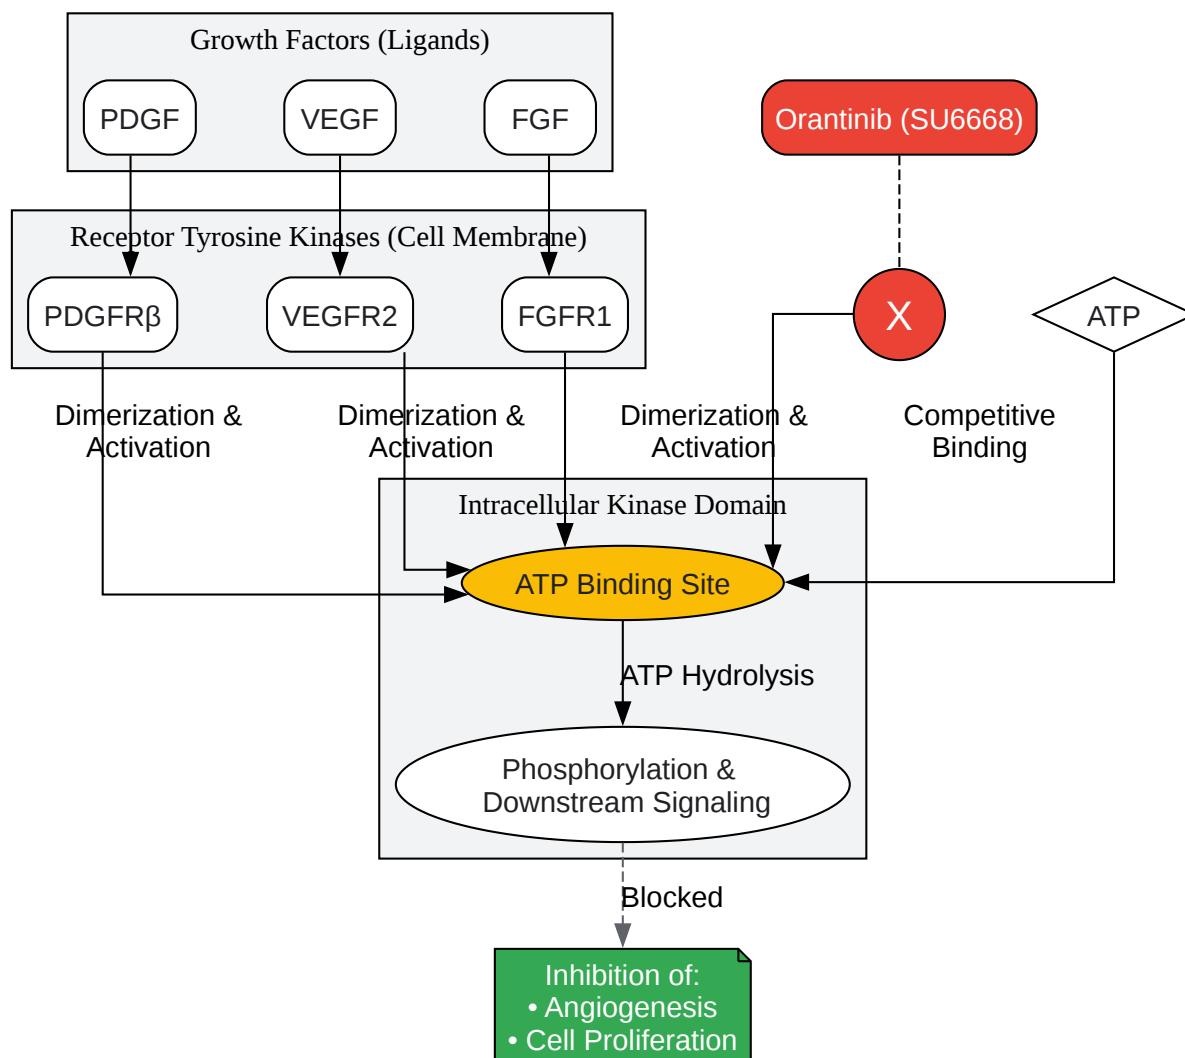 Growth Factors (Ligands)
PDGF
VEGF
FGF
Orantinib (SU6668)
Receptor Tyrosine Kinases (Cell Membrane)
PDGFRβ
VEGFR2
FGFR1
X
ATP
Dimerization &
Activation
Dimerization &
Activation
Dimerization &
Activation
Competitive
Binding
Intracellular Kinase Domain
ATP Binding Site
ATP Hydrolysis
Phosphorylation &
Downstream Signaling
Blocked
Inhibition of:
• Angiogenesis
• Cell Proliferation